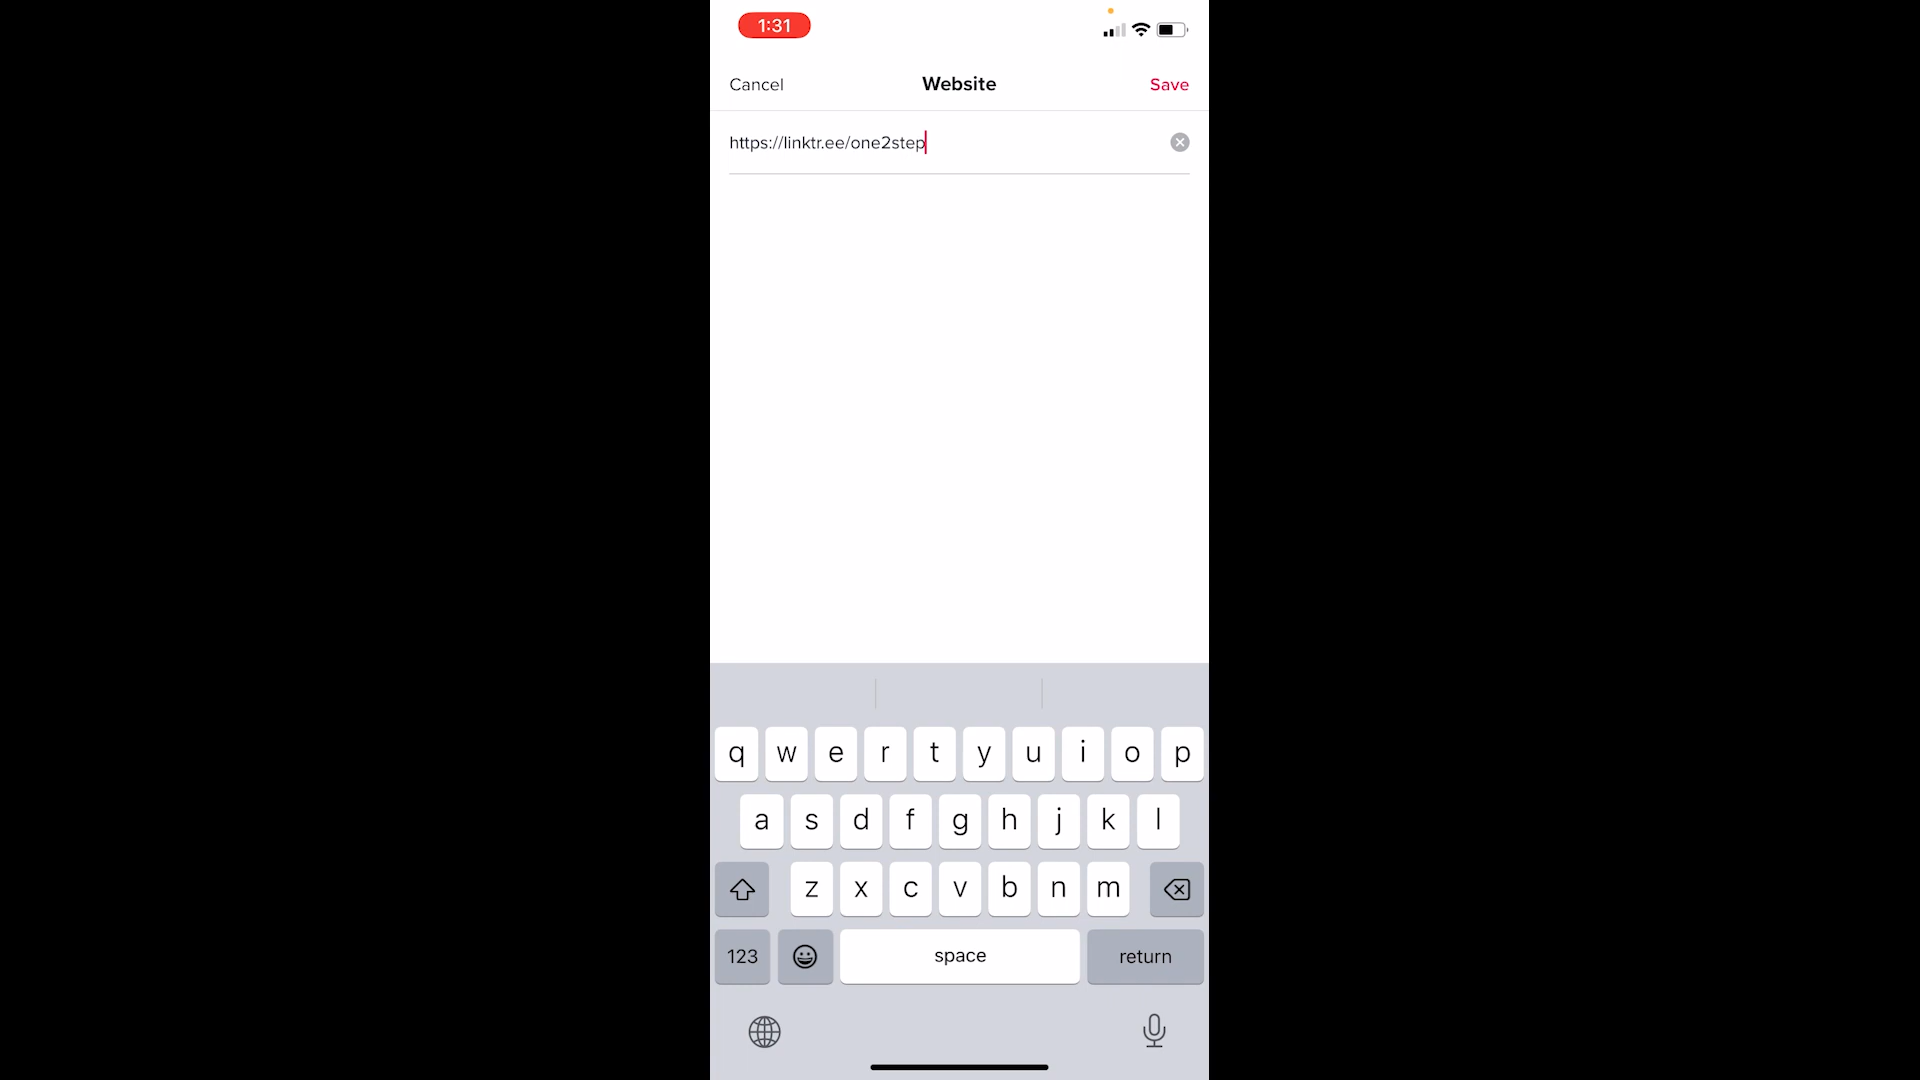 1:31
Cancel Website Save
https://linktr.ee/one2step
q w e r t y u i o p
a s d f g h j k l
z x c v b n m
123 space return